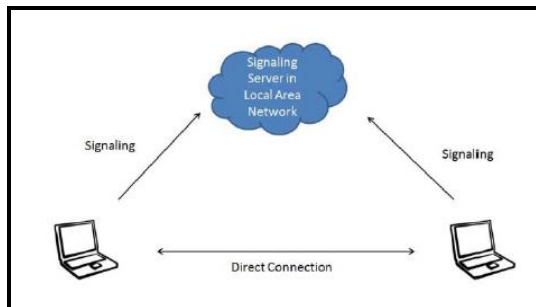 Signaling
Server in
Local Area
Network
Signaling
Signaling
Direct Connection